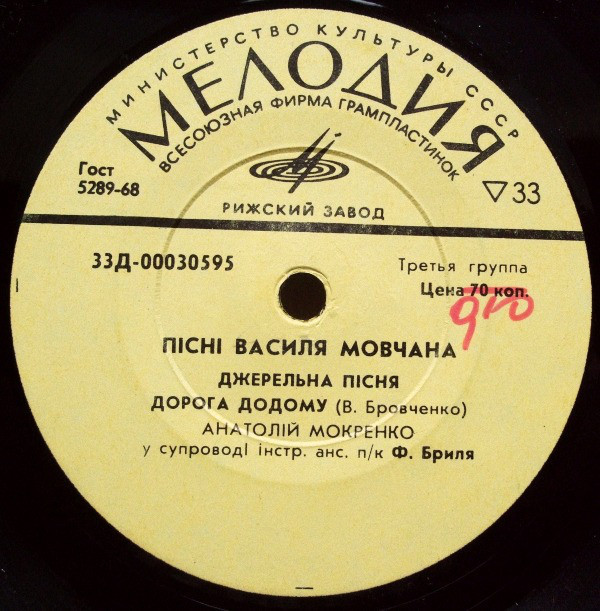 МИНИСТЕРСТВО КУЛЬТУРЫ СССР
МЕЛОДИЯ
ВСЕСОЮЗНАЯ ФИРМА ГРАМПЛАСТИНОК
Гост
5289-68
▽33
РИЖСКИЙ ЗАВОД
33Д-00030595
Третья группа
Цена 70 коп.
ПІСНІ ВАСИЛЯ МОВЧАНА
ДЖЕРЕЛЬНА ПІСНЯ
ДОРОГА ДОДОМУ (В. Бровченко)
АНАТОЛІЙ МОКРЕНКО
у супроводі інстр. анс. п/к Ф. Бриля